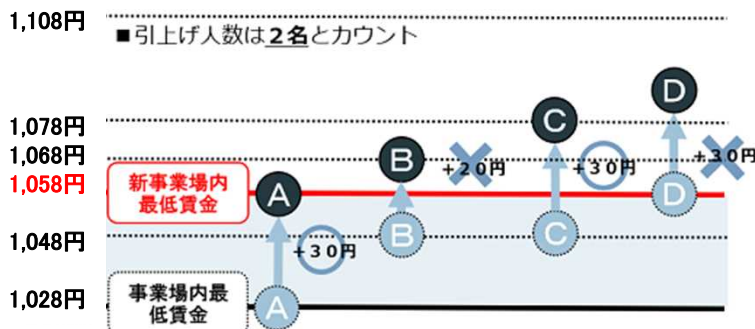 1,108円
■引上げ人数は2名とカウント
D
1,078円
C
1,068円
B
+20円
+30円
+30円
1,058円
新事業場内
最低賃金
A
D
1,048円
B
C
+30円
1,028円
事業場内最
低賃金
A